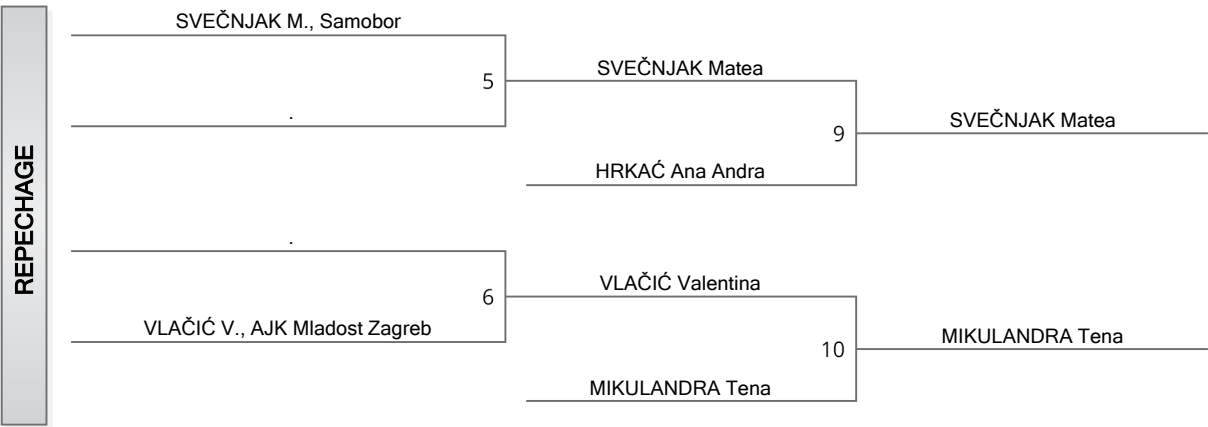 REPECHAGE
SVEČNJAK M., Samobor
5
.
SVEČNJAK Matea
9
HRKAĆ Ana Andra
SVEČNJAK Matea
.
6
VLAČIĆ V., AJK Mladost Zagreb
VLAČIĆ Valentina
10
MIKULANDRA Tena
MIKULANDRA Tena